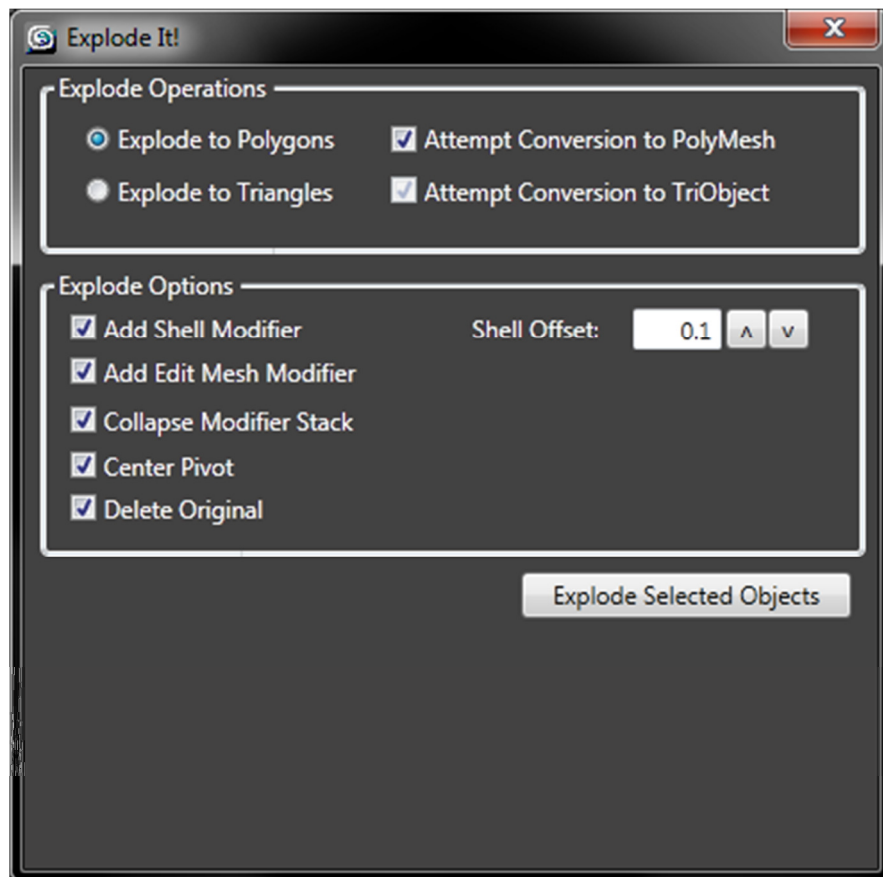 Explode It!
Explode Operations
Explode to Polygons
Attempt Conversion to PolyMesh
Explode to Triangles
Attempt Conversion to TriObject
Explode Options
Add Shell Modifier
Shell Offset:
0.1
Add Edit Mesh Modifier
Collapse Modifier Stack
Center Pivot
Delete Original
Explode Selected Objects